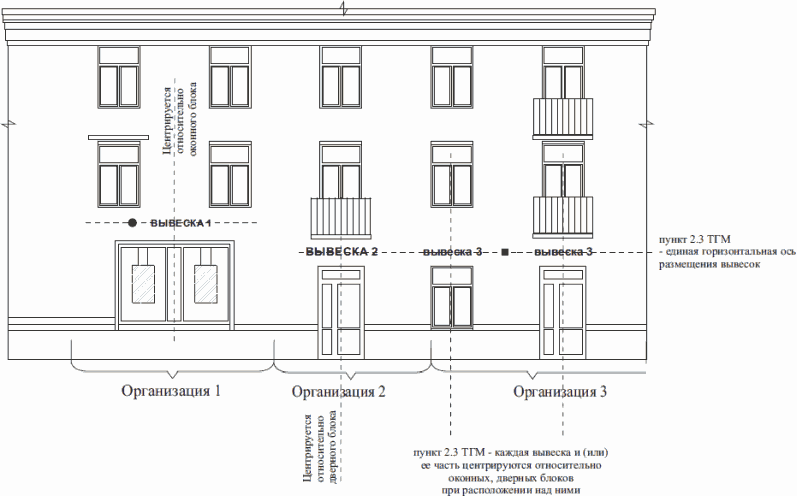 Центрируется
относительно
оконного блока
ВЫВЕСКА 1
ВЫВЕСКА 2
вывеска 3
вывеска 3
пункт 2.3 ТГМ
- единая горизонтальная ось
размещения вывесок
Организация 1
Организация 2
Организация 3
Центрируется
относительно
дверного блока
пункт 2.3 ТГМ - каждая вывеска и (или)
ее часть центрируются относительно
оконных, дверных блоков
при расположении над ними